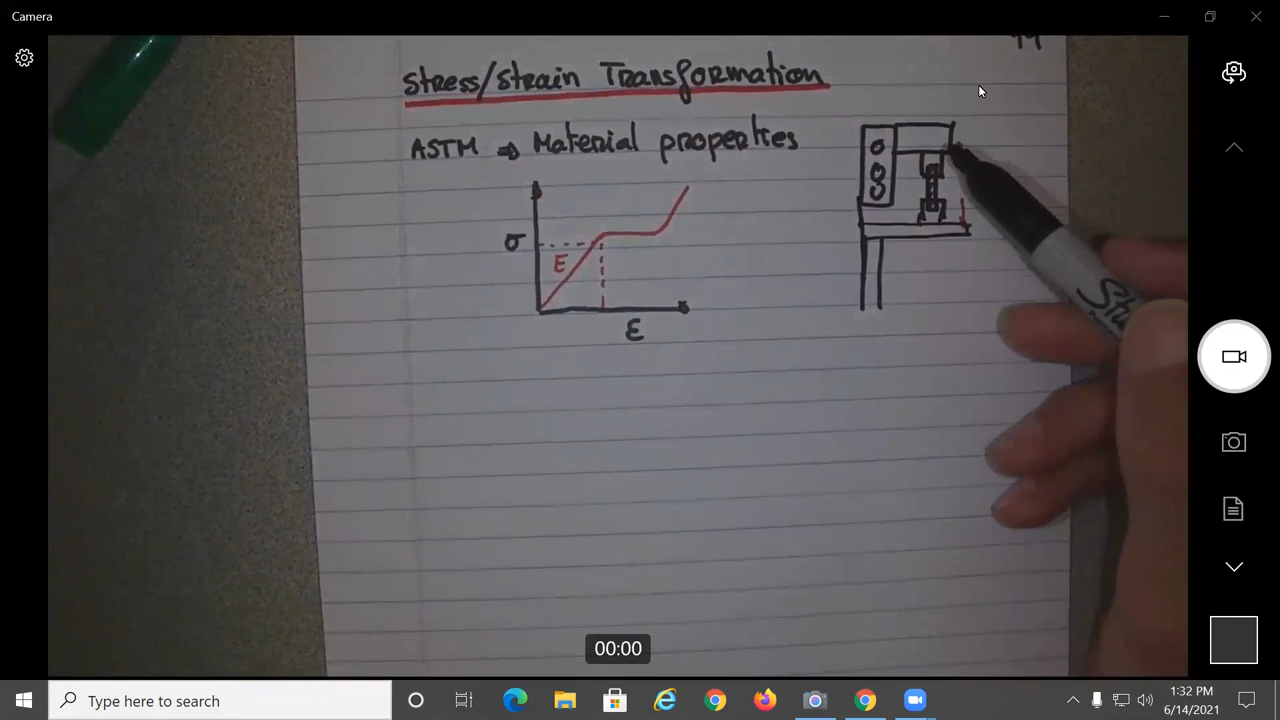 Camera
Stress/Strain Transformation
ASTM ⇒ Material properties
σ
E
ε
00:00
Type here to search
1:32 PM
6/14/2021